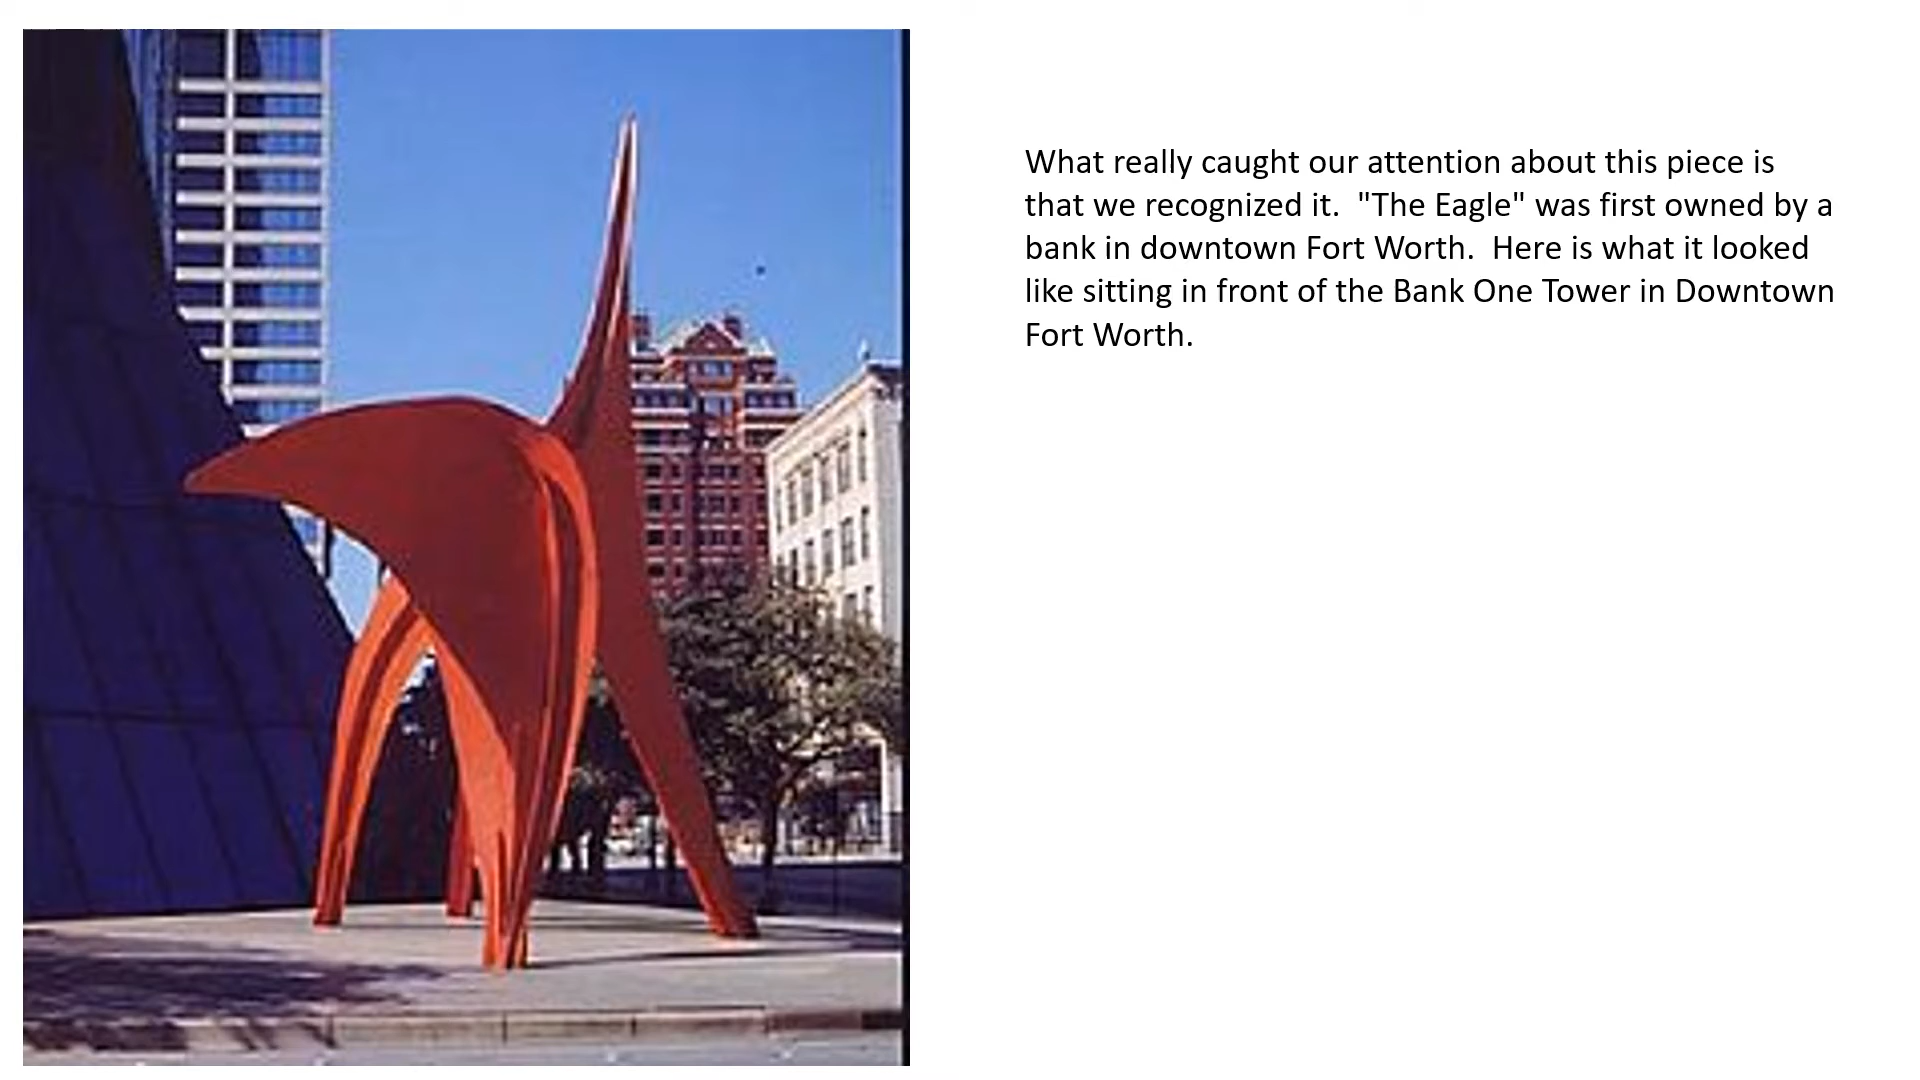 What really caught our attention about this piece is
that we recognized it.  "The Eagle" was first owned by a
bank in downtown Fort Worth.  Here is what it looked
like sitting in front of the Bank One Tower in Downtown
Fort Worth.